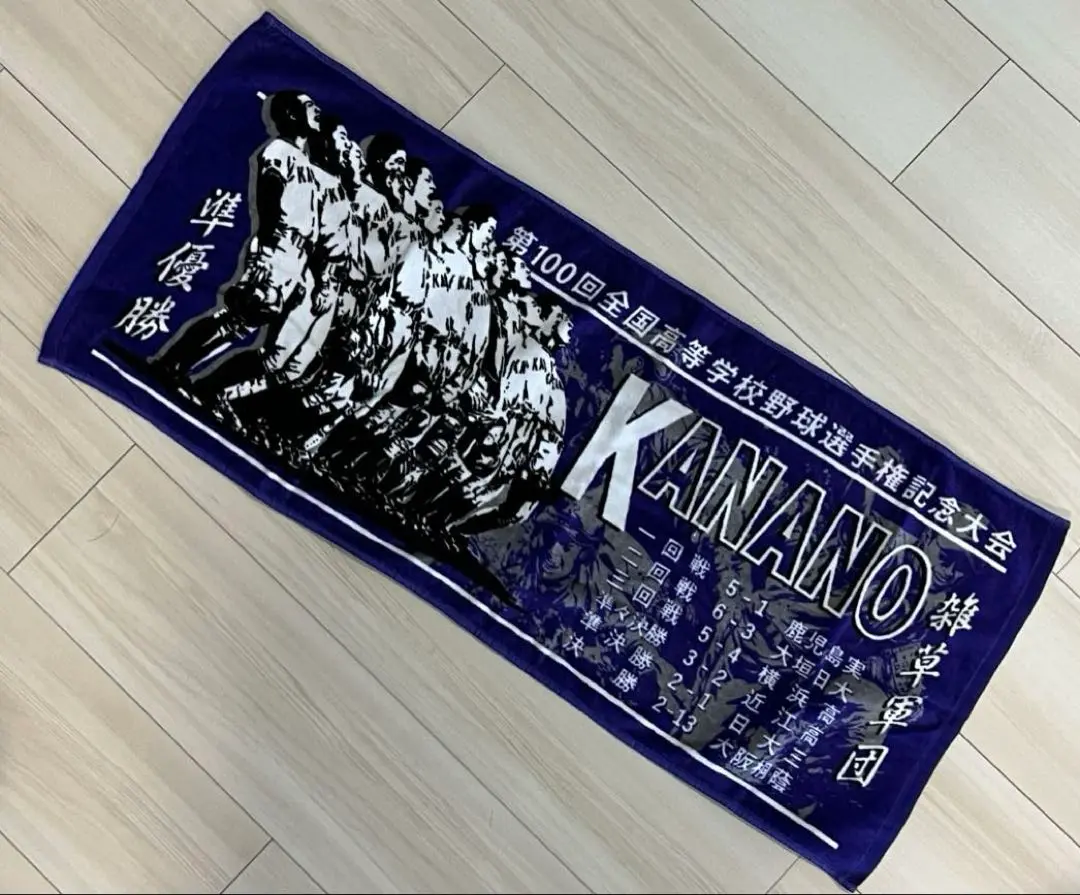 準優勝
第100回全国高等学校野球選手権記念大会
KANANO
一回戦 5-1 鹿児島実
二回戦 6-3 大垣日大
三回戦 5-4 横浜高
準々決勝 3-2 近江高
準決勝 2-1 日大三
決勝 2-13 大阪桐蔭
雑草軍団